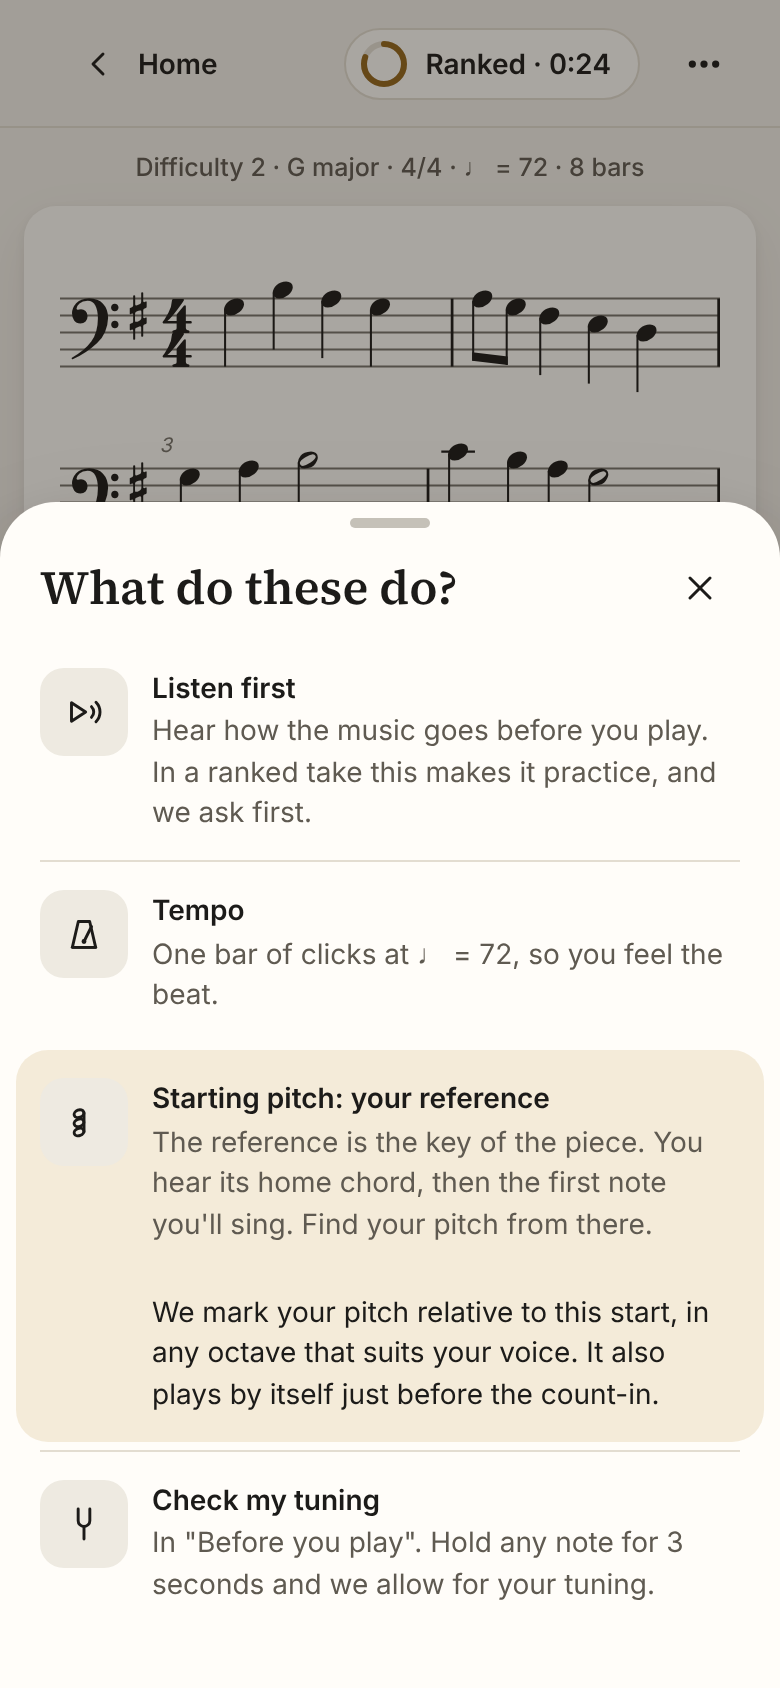 Home
Ranked · 0:24
Difficulty 2 · G major · 4/4 · ♩ = 72 · 8 bars
4
4
3
What do these do?
Listen first
Hear how the music goes before you play.
In a ranked take this makes it practice, and
we ask first.
Tempo
One bar of clicks at ♩ = 72, so you feel the
beat.
Starting pitch: your reference
The reference is the key of the piece. You
hear its home chord, then the first note
you'll sing. Find your pitch from there.
We mark your pitch relative to this start, in
any octave that suits your voice. It also
plays by itself just before the count-in.
Check my tuning
In "Before you play". Hold any note for 3
seconds and we allow for your tuning.